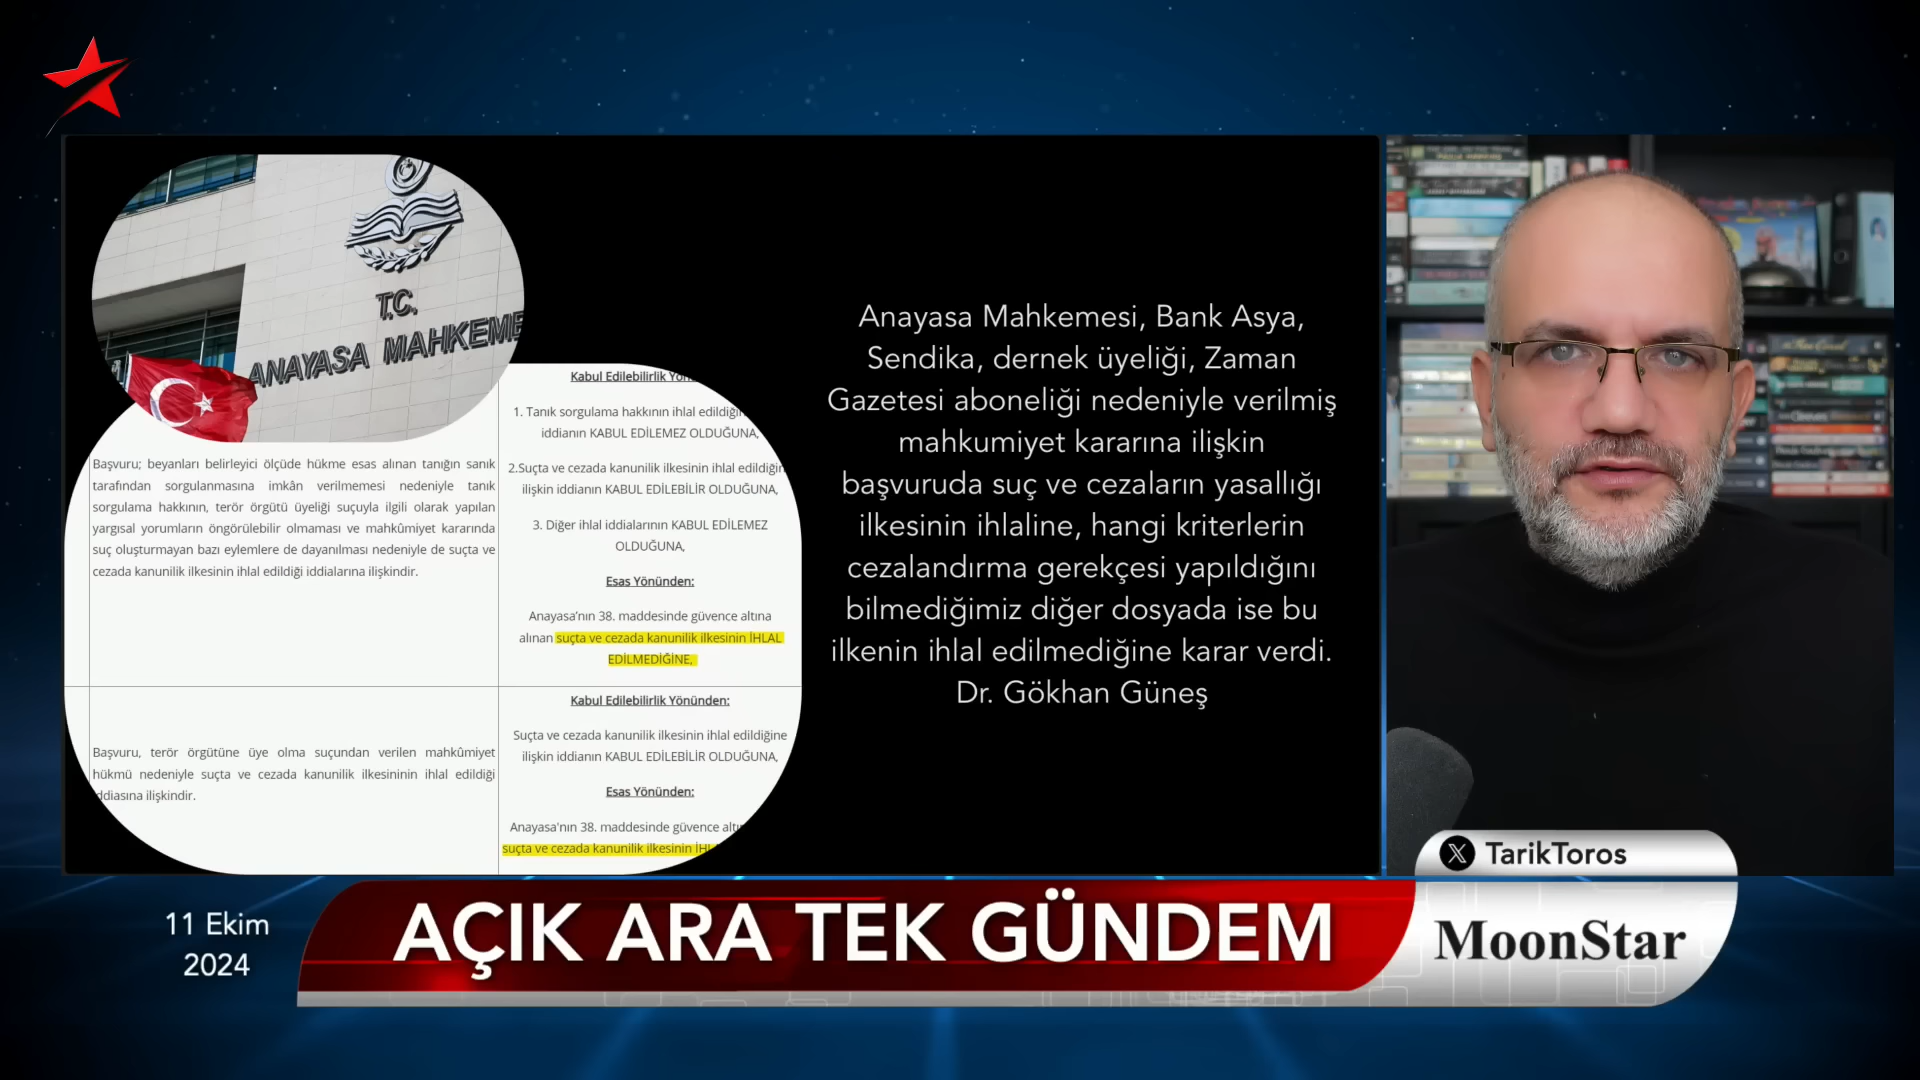 T.C.
ANAYASA MAHKEME
Başvuru; beyanları belirleyici ölçüde hükme esas alınan tanığın sanık
tarafından sorgulanmasına imkân verilmemesi nedeniyle tanık
sorgulama hakkının, terör örgütü üyeliği suçuyla ilgili olarak yapılan
yargısal yorumların öngörülebilir olmaması ve mahkûmiyet kararında
suç oluşturmayan bazı eylemlere de dayanılması nedeniyle de suçta ve
cezada kanunilik ilkesinin ihlal edildiği iddialarına ilişkindir.
Kabul Edilebilirlik Yön
1. Tanık sorgulama hakkının ihlal edildiğin
iddianın KABUL EDİLEMEZ OLDUĞUNA,
2.Suçta ve cezada kanunilik ilkesinin ihlal edildiğin
ilişkin iddianın KABUL EDİLEBİLİR OLDUĞUNA,
3. Diğer ihlal iddialarının KABUL EDİLEMEZ
OLDUĞUNA,
Esas Yönünden:
Anayasa'nın 38. maddesinde güvence altına
alınan suçta ve cezada kanunilik ilkesinin İHLAL
EDİLMEDİĞİNE,
Başvuru, terör örgütüne üye olma suçundan verilen mahkûmiyet
hükmü nedeniyle suçta ve cezada kanunilik ilkesininin ihlal edildiği
ddiasına ilişkindir.
Kabul Edilebilirlik Yönünden:
Suçta ve cezada kanunilik ilkesinin ihlal edildiğine
ilişkin iddianın KABUL EDİLEBİLİR OLDUĞUNA,
Esas Yönünden:
Anayasa'nın 38. maddesinde güvence altı
suçta ve cezada kanunilik ilkesinin İHL
Anayasa Mahkemesi, Bank Asya,
Sendika, dernek üyeliği, Zaman
Gazetesi aboneliği nedeniyle verilmiş
mahkumiyet kararına ilişkin
başvuruda suç ve cezaların yasallığı
ilkesinin ihlaline, hangi kriterlerin
cezalandırma gerekçesi yapıldığını
bilmediğimiz diğer dosyada ise bu
ilkenin ihlal edilmediğine karar verdi.
Dr. Gökhan Güneş
X TarikToros
11 Ekim
2024
AÇIK ARA TEK GÜNDEM
MoonStar